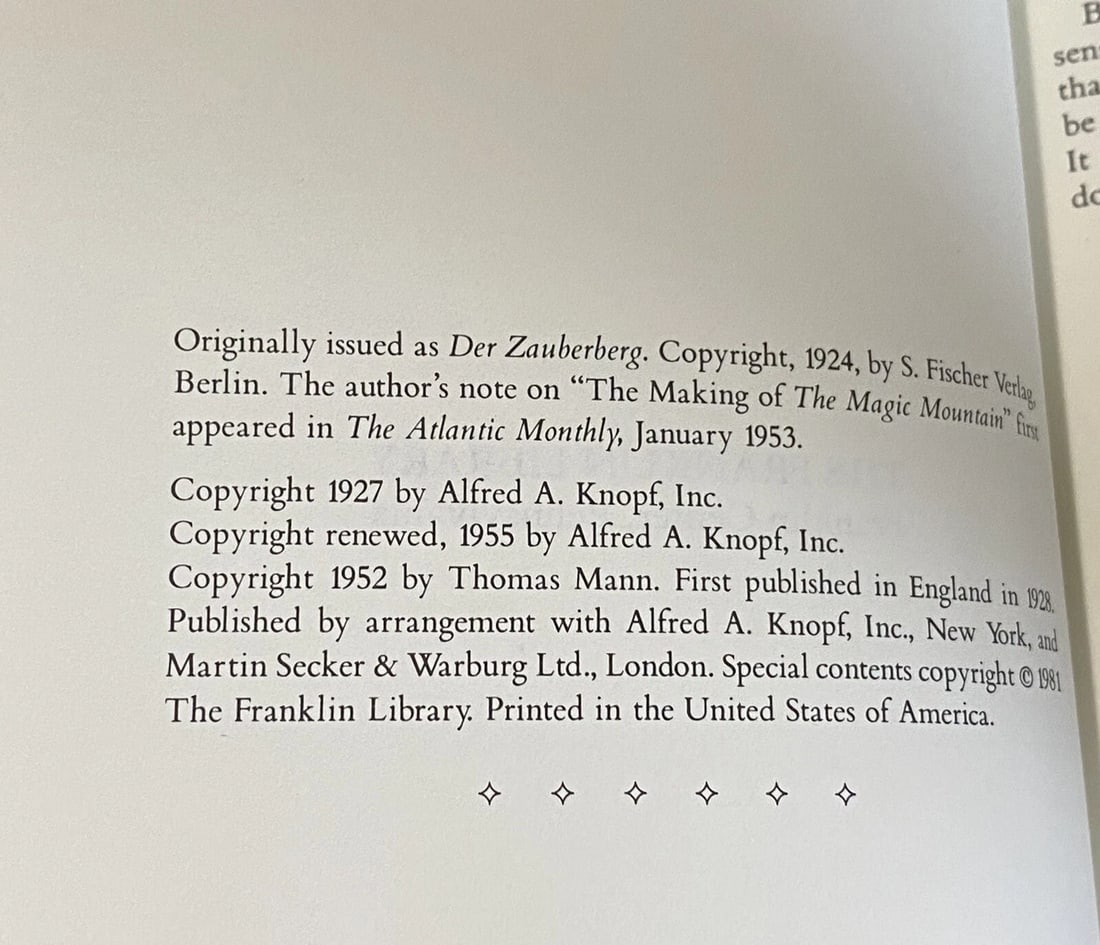 Originally issued as Der Zauberberg. Copyright, 1924, by S. Fischer Verlag,
Berlin. The author's note on “The Making of The Magic Mountain” first
appeared in The Atlantic Monthly, January 1953.
Copyright 1927 by Alfred A. Knopf, Inc.
Copyright renewed, 1955 by Alfred A. Knopf, Inc.
Copyright 1952 by Thomas Mann. First published in England in 1928.
Published by arrangement with Alfred A. Knopf, Inc., New York, and
Martin Secker & Warburg Ltd., London. Special contents copyright © 1981
The Franklin Library. Printed in the United States of America.
be
It